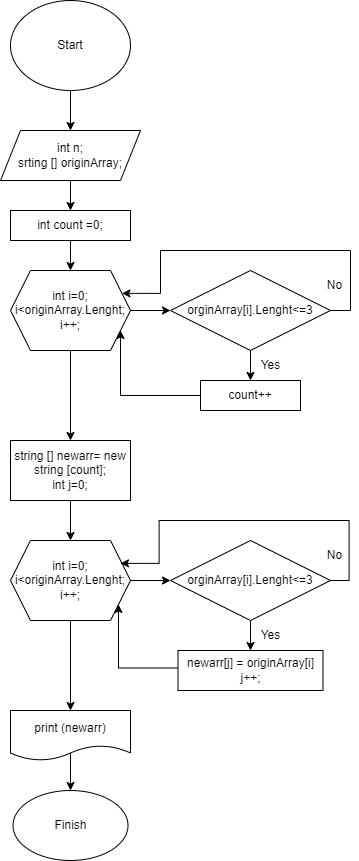 Start
int n;
srting [] originArray;
int count =0;
int i=0;
i<originArray.Lenght;
i++;
orginArray[i].Lenght<=3
No
Yes
count++
string [] newarr= new
string [count];
int j=0;
int i=0;
i<originArray.Lenght;
i++;
orginArray[i].Lenght<=3
No
Yes
newarr[j] = originArray[i]
j++;
print (newarr)
Finish